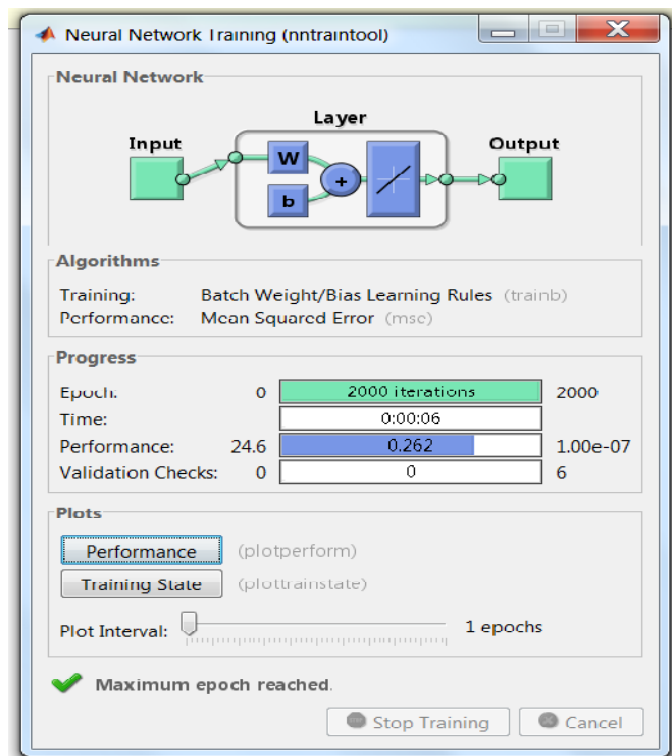 Neural Network Training (nntraintool)
Neural Network
Layer
Input
Output
W
b
+
Algorithms
Training: Batch Weight/Bias Learning Rules (trainb)
Performance: Mean Squared Error (mse)
Progress
Epoch: 0 2000 iterations 2000
Time: 0:00:06
Performance: 24.6 0.262 1.00e-07
Validation Checks: 0 0 6
Plots
Performance (plotperform)
Training State (plottrainstate)
Plot Interval: 1 epochs
Maximum epoch reached.
Stop Training Cancel